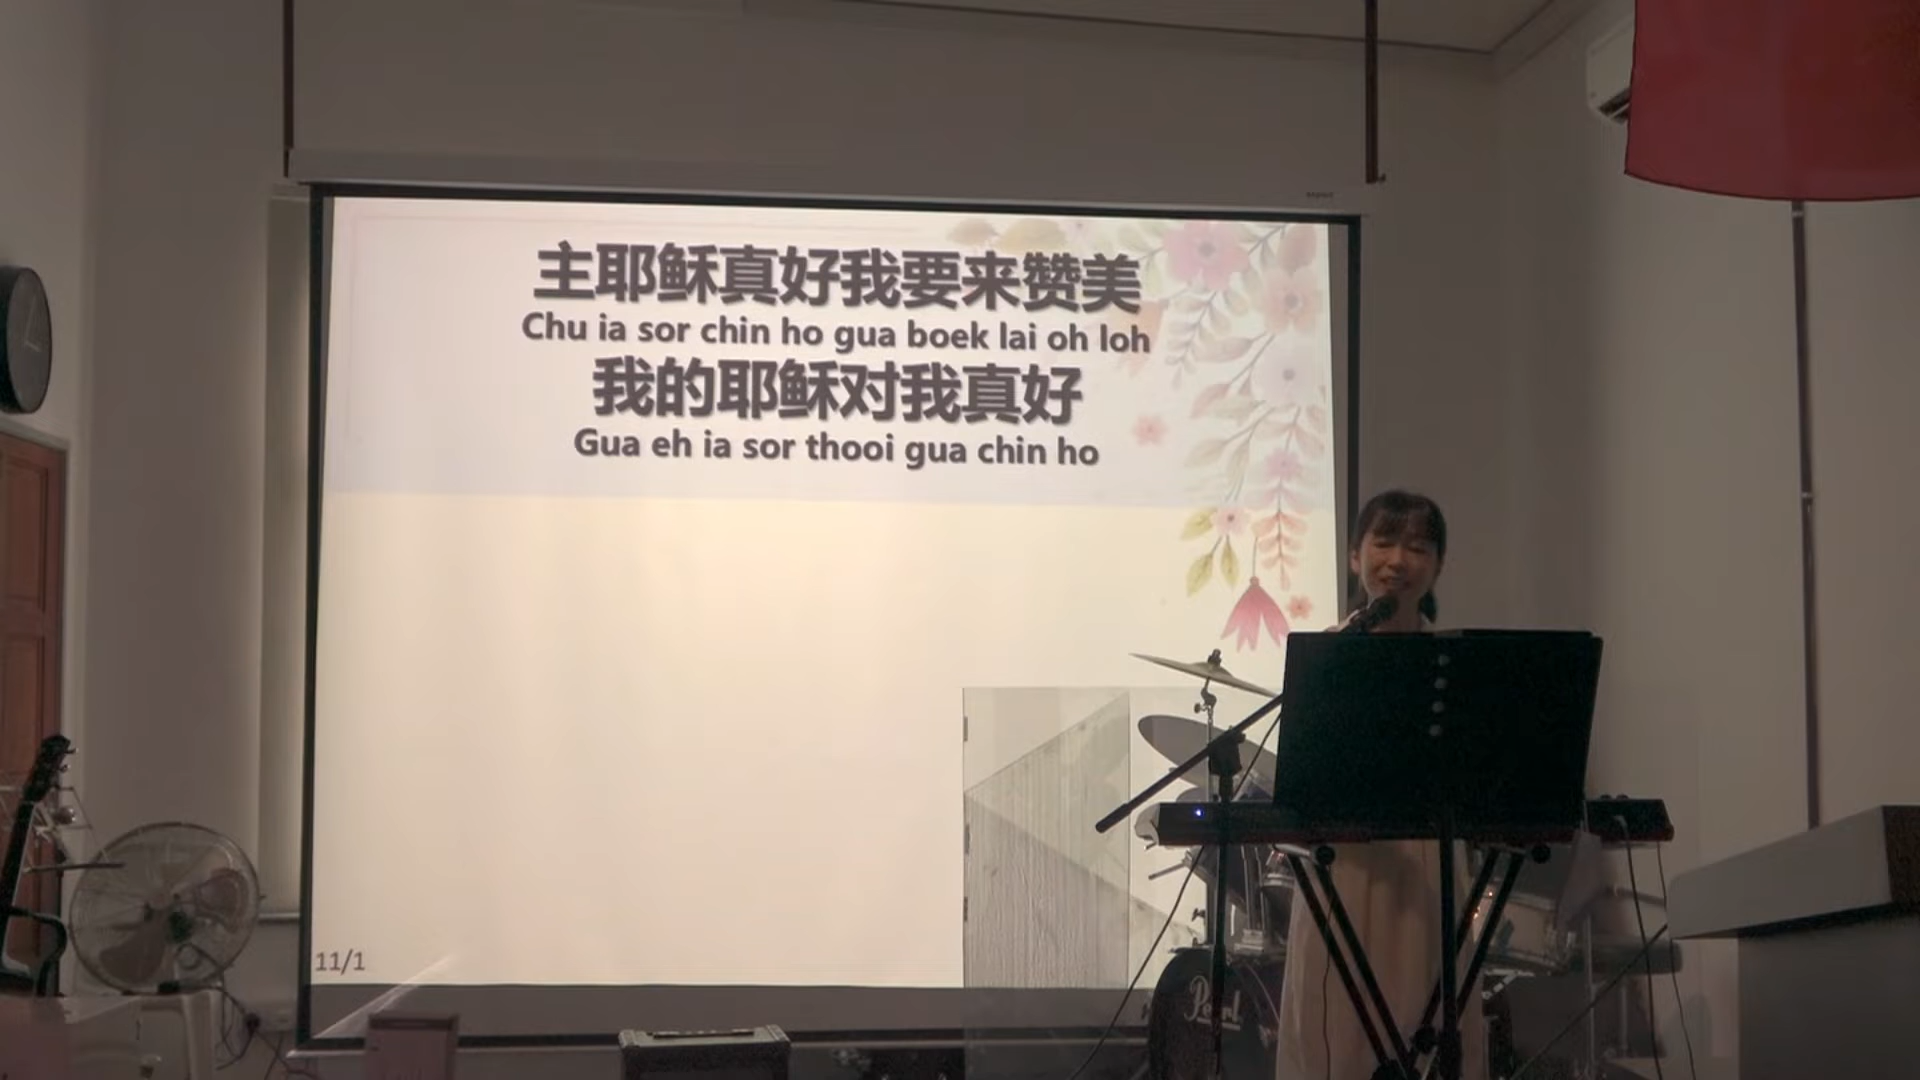 主耶稣真好我要来赞美
Chu ia sor chin ho gua boek lai oh loh
我的耶稣对我真好
Gua eh ia sor thooi gua chin ho
11/1
Pearl